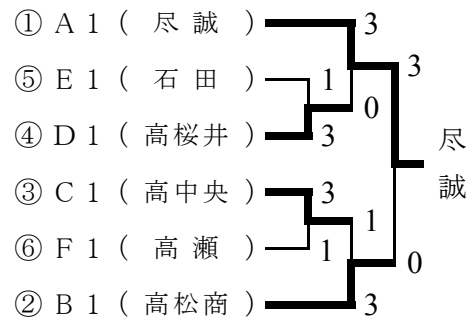 ① A 1 ( 尽 誠 ) 3
3
⑤ E 1 ( 石 田 ) 1
0
④ D 1 ( 高桜井 ) 3
尽誠
③ C 1 ( 高中央 ) 3
1
⑥ F 1 ( 高 瀬 ) 1
0
② B 1 ( 高松商 ) 3